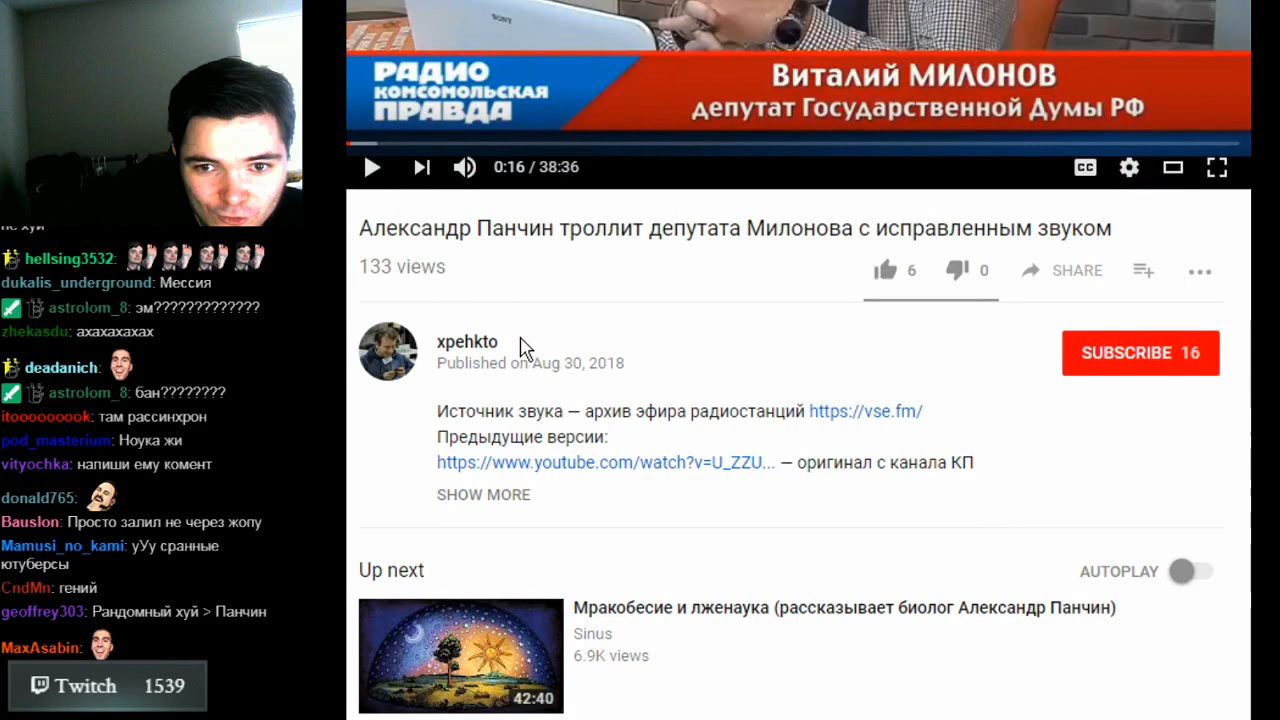 SONY
РАДИО
КОМСОМОЛЬСКАЯ
ПРАВДА
Виталий МИЛОНОВ
депутат Государственной Думы РФ
0:16 / 38:36
CC
Александр Панчин троллит депутата Милонова с исправленным звуком
133 views
6
0
SHARE
xpehkto
Published on Aug 30, 2018
SUBSCRIBE 16
Источник звука — архив эфира радиостанций https://vse.fm/
Предыдущие версии:
https://www.youtube.com/watch?v=U_ZZU... — оригинал с канала КП
SHOW MORE
Up next
AUTOPLAY
Мракобесие и лженаука (рассказывает биолог Александр Панчин)
Sinus
6.9K views
42:40
не хуй
hellsing3532:
dukalis_underground: Мессия
astrolom_8: эм?????????????
zhekasdu: ахахахахах
deadanich:
astrolom_8: бан????????
itooooooook: там рассинхрон
pod_masterium: Ноука жи
vityochka: напиши ему комент
donald765:
Bauslon: Просто залил не через жопу
Mamusi_no_kami: уУу сранные
ютуберсы
CndMn: гений
geoffrey303: Рандомный хуй > Панчин
MaxAsabin:
Twitch 1539